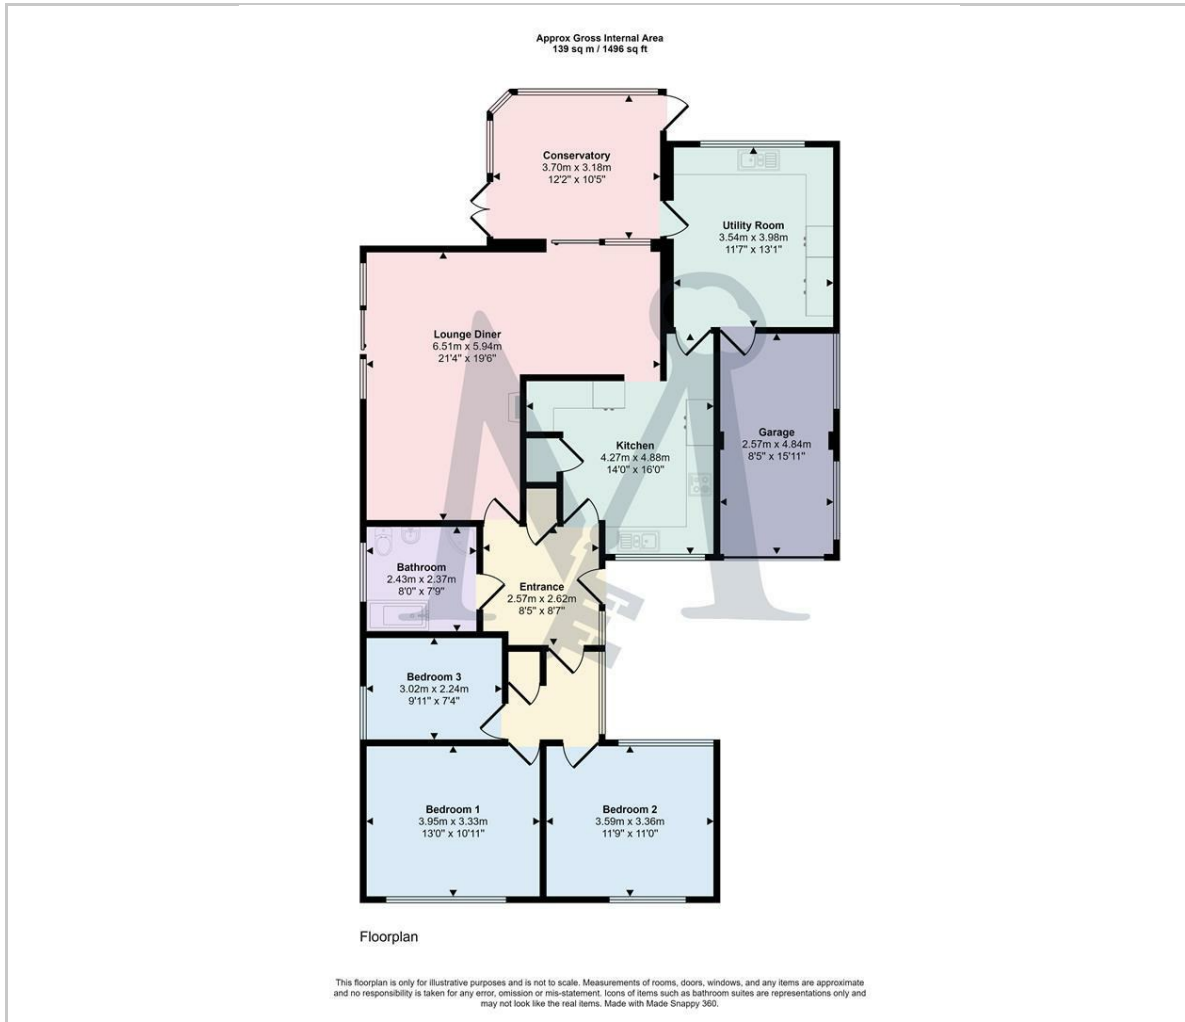 Approx Gross Internal Area
139 sq m / 1496 sq ft
Conservatory
3.70m x 3.18m
12'2" x 10'5"
Utility Room
3.54m x 3.98m
11'7" x 13'1"
Lounge Diner
6.51m x 5.94m
21'4" x 19'6"
Kitchen
4.27m x 4.88m
14'0" x 16'0"
Garage
2.57m x 4.84m
8'5" x 15'11"
Bathroom
2.43m x 2.37m
8'0" x 7'9"
Entrance
2.57m x 2.62m
8'5" x 8'7"
Bedroom 3
3.02m x 2.24m
9'11" x 7'4"
Bedroom 1
3.95m x 3.33m
13'0" x 10'11"
Bedroom 2
3.59m x 3.36m
11'9" x 11'0"
Floorplan
This floorplan is only for illustrative purposes and is not to scale. Measurements of rooms, doors, windows, and any items are approximate
and no responsibility is taken for any error, omission or mis-statement. Icons of items such as bathroom suites are representations only and
may not look like the real items. Made with Made Snappy 360.